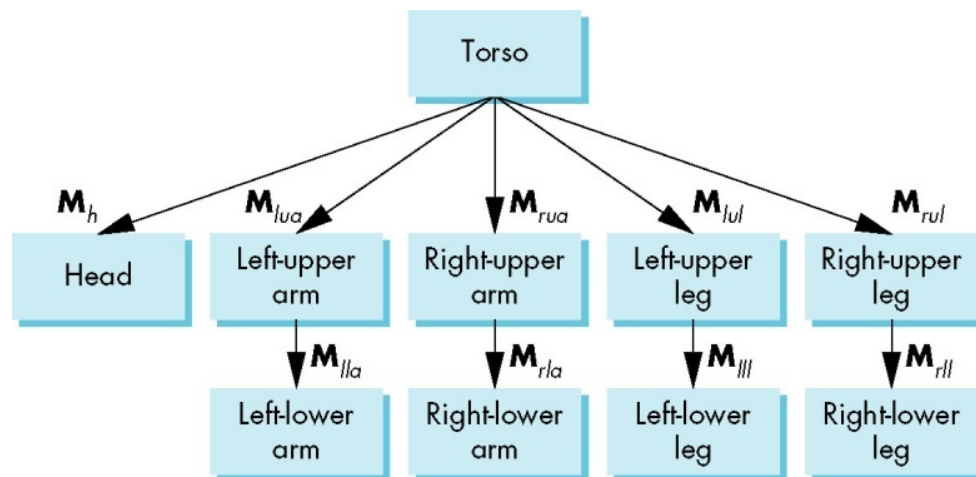 Torso
M_h
M_lua
M_rua
M_lul
M_rul
Head
Left-upper
arm
Right-upper
arm
Left-upper
leg
Right-upper
leg
M_lla
M_rla
M_lll
M_rll
Left-lower
arm
Right-lower
arm
Left-lower
leg
Right-lower
leg